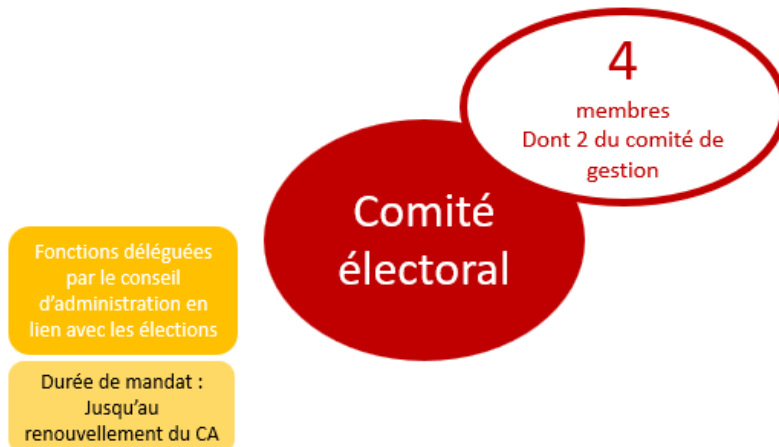 4
membres
Dont 2 du comité de
gestion
Comité
électoral
Fonctions déléguées
par le conseil
d’administration en
lien avec les élections
Durée de mandat :
Jusqu’au
renouvellement du CA